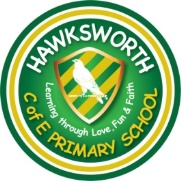 HAWKSWORTH
Learning through Love, Fun & Faith
C of E PRIMARY SCHOOL